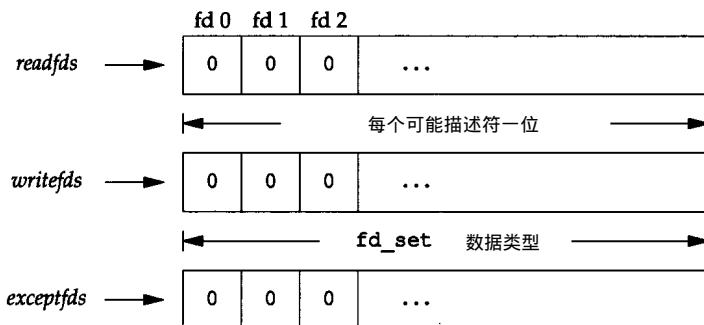 fd 0 fd 1 fd 2
readfds 0 0 0 ...
每个可能描述符一位
writefds 0 0 0 ...
fd_set 数据类型
exceptfds 0 0 0 ...